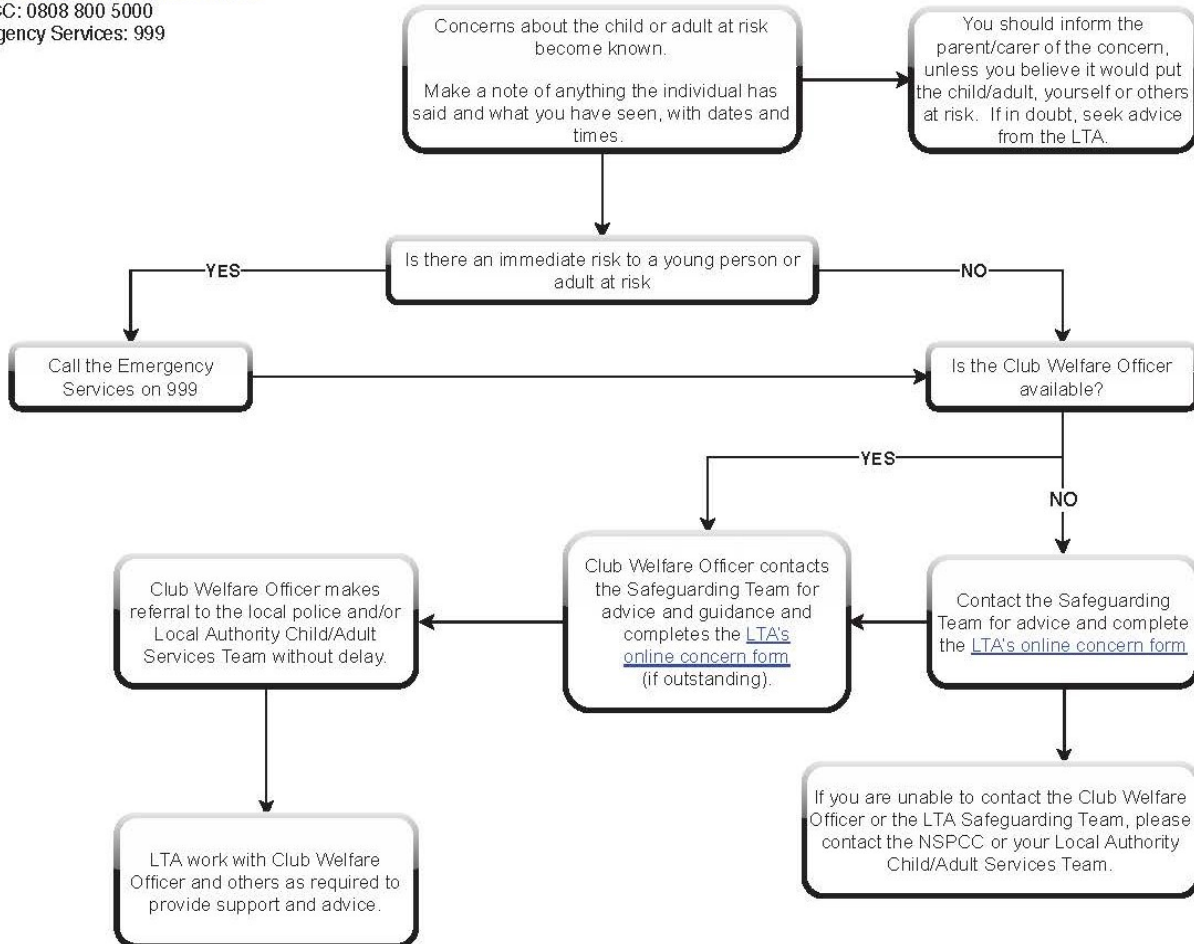 C: 0808 800 5000
gency Services: 999
Concerns about the child or adult at risk
become known.
Make a note of anything the individual has
said and what you have seen, with dates and
times.
You should inform the
parent/carer of the concern,
unless you believe it would put
the child/adult, yourself or others
at risk. If in doubt, seek advice
from the LTA.
Is there an immediate risk to a young person or
adult at risk
YES
NO
Call the Emergency
Services on 999
Is the Club Welfare Officer
available?
YES
NO
Club Welfare Officer makes
referral to the local police and/or
Local Authority Child/Adult
Services Team without delay.
Club Welfare Officer contacts
the Safeguarding Team for
advice and guidance and
completes the LTA's
online concern form
(if outstanding).
Contact the Safeguarding
Team for advice and complete
the LTA's online concern form
If you are unable to contact the Club Welfare
Officer or the LTA Safeguarding Team, please
contact the NSPCC or your Local Authority
Child/Adult Services Team.
LTA work with Club Welfare
Officer and others as required to
provide support and advice.